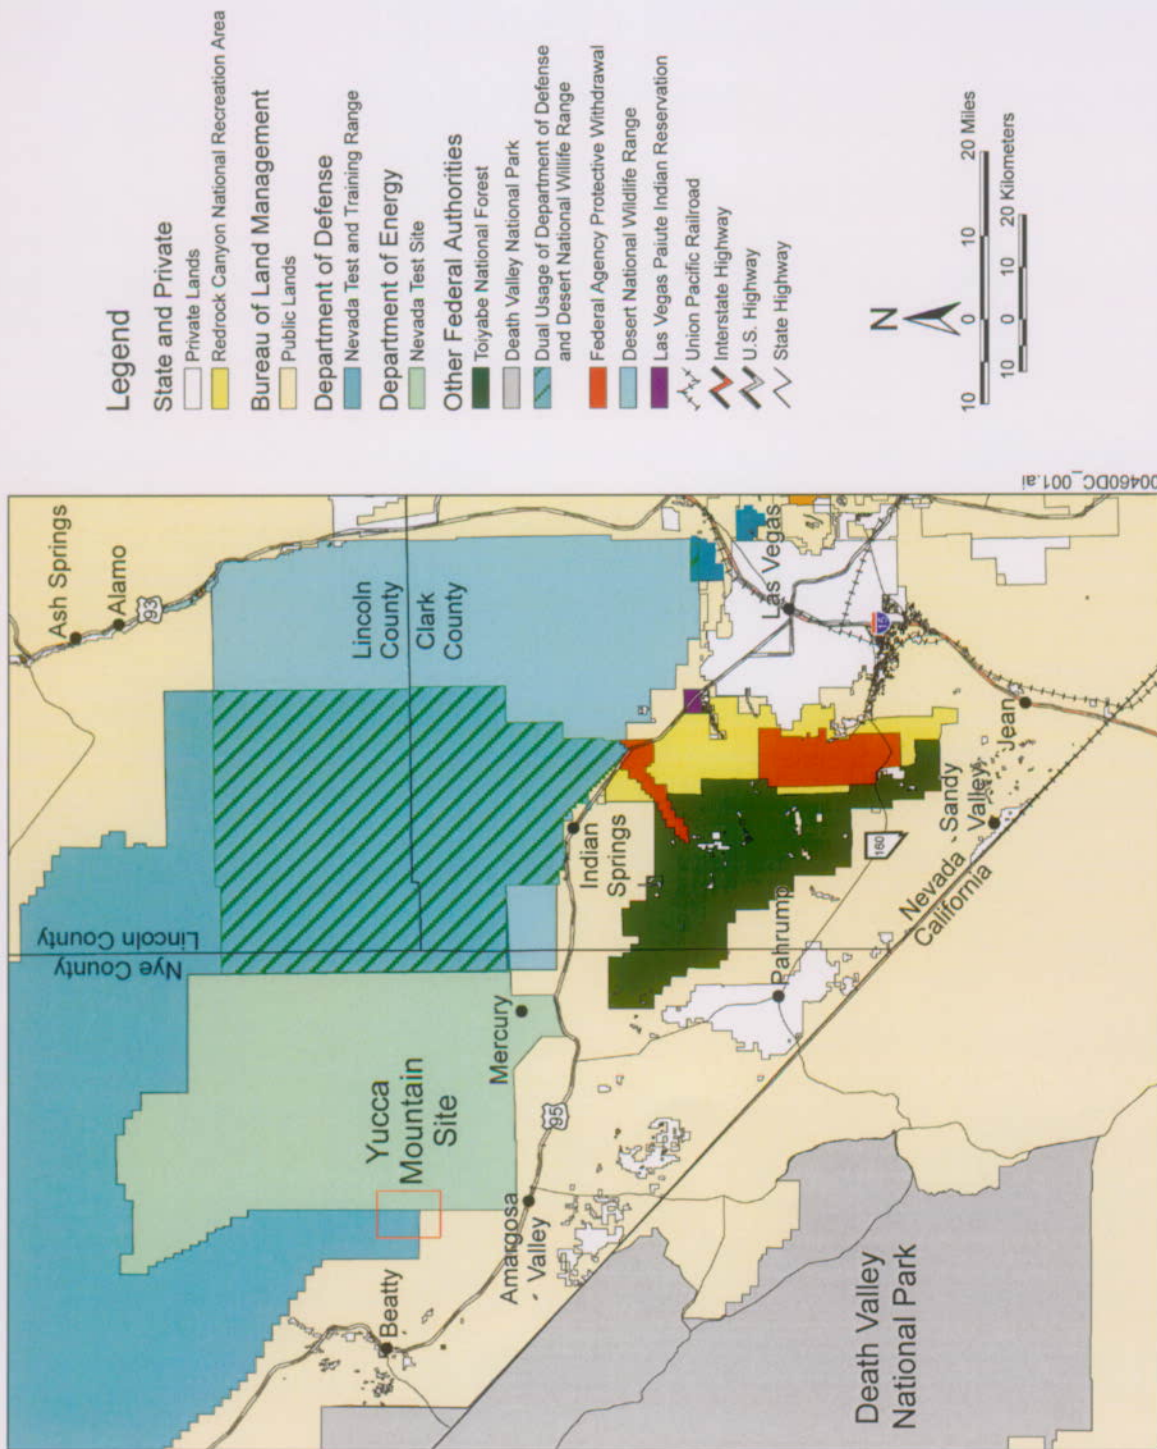 Legend
State and Private
Private Lands
Redrock Canyon National Recreation Area
Bureau of Land Management
Public Lands
Department of Defense
Nevada Test and Training Range
Department of Energy
Nevada Test Site
Other Federal Authorities
Toiyabe National Forest
Death Valley National Park
Dual Usage of Department of Defense
and Desert National Willife Range
Federal Agency Protective Withdrawal
Desert National Wildlife Range
Las Vegas Paiute Indian Reservation
Union Pacific Railroad
Interstate Highway
U.S. Highway
State Highway
N
10 0 10 20 Miles
10 0 10 20 Kilometers
00460DC_001.ai
Ash Springs
Alamo
93
Lincoln
County
Clark
County
Nye County
Lincoln County
Yucca
Mountain
Site
Mercury
Indian
Springs
Las Vegas
15
Beatty
Amargosa
Valley
95
Pahrump
160
Sandy
Valley
Jean
Nevada
California
Death Valley
National Park